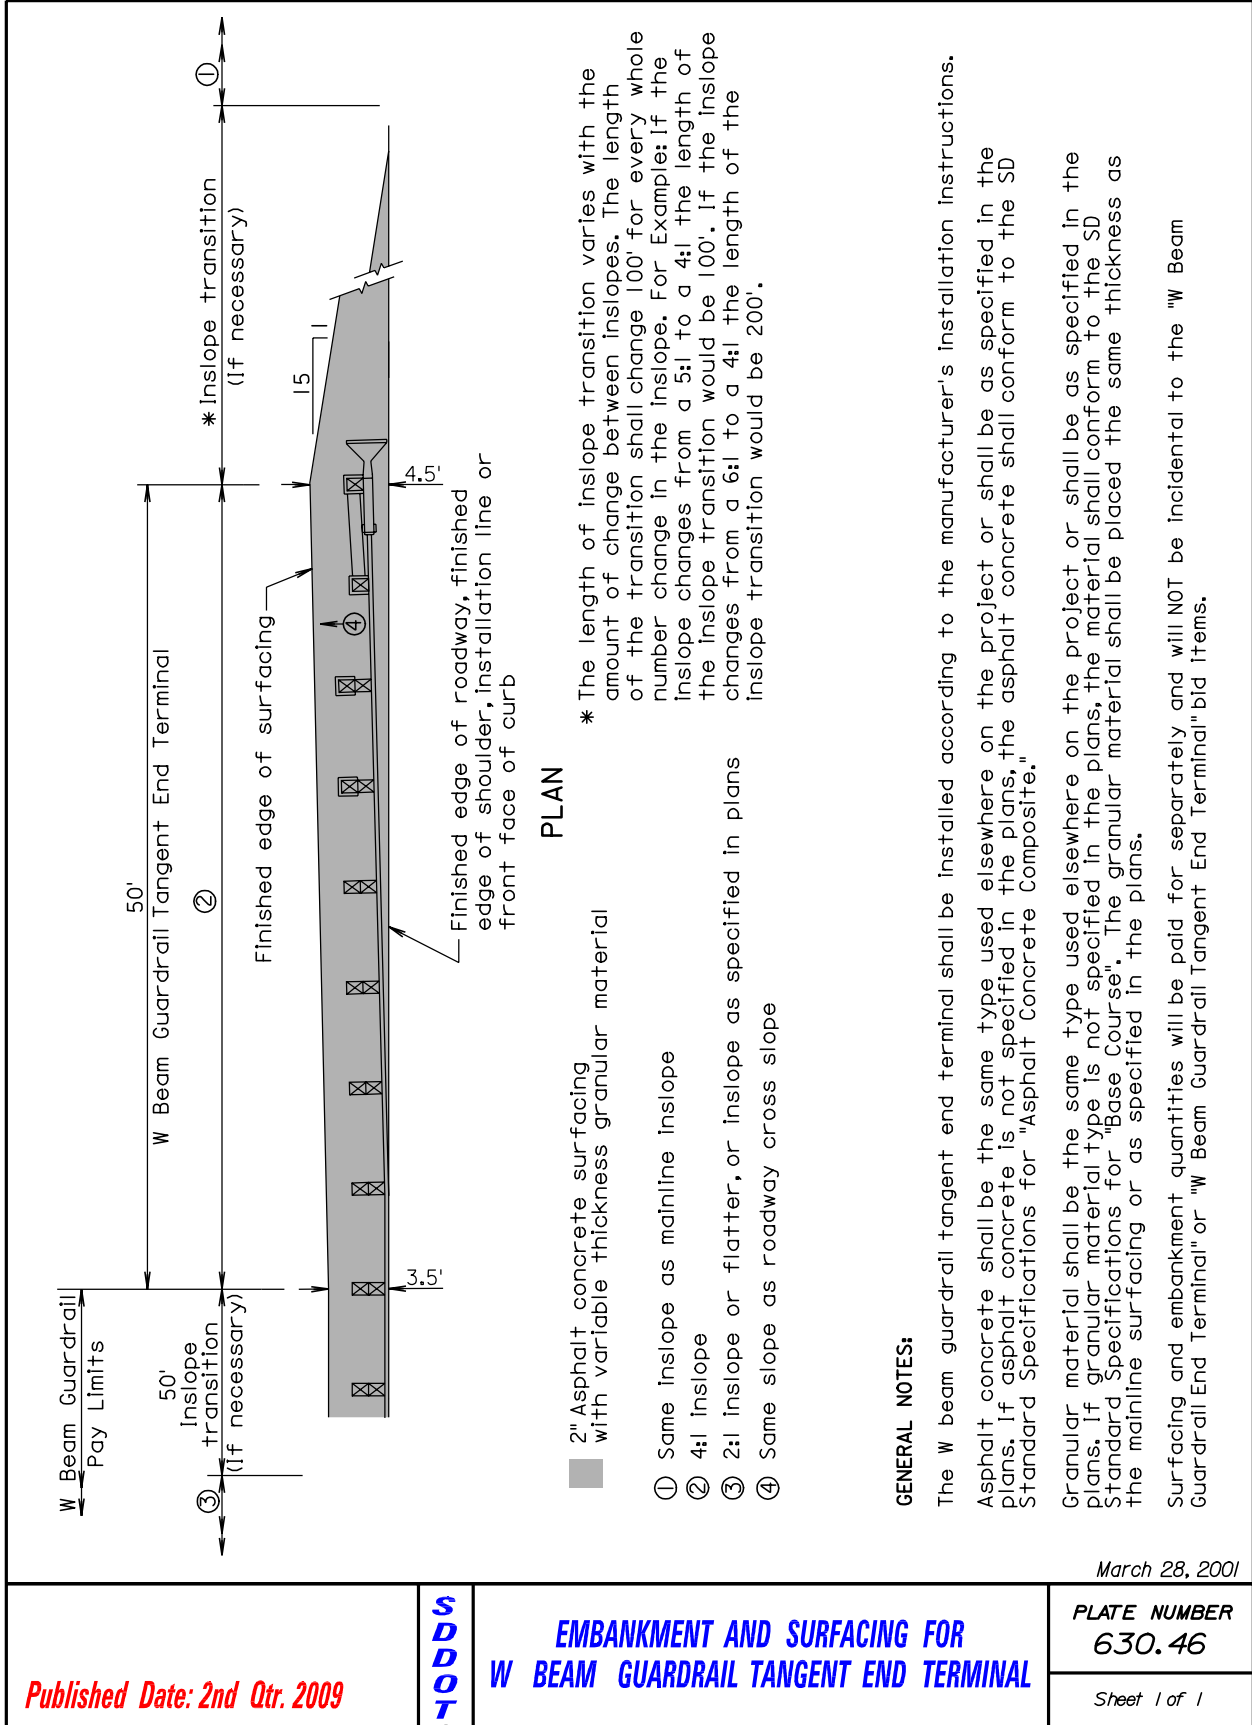 W Beam Guardrail
Pay Limits
50'
W Beam Guardrail Tangent End Terminal
50'
Inslope
transition
(If necessary)
③
②
* Inslope transition
(If necessary)
①
Finished edge of surfacing
15
1
④
3.5'
4.5'
Finished edge of roadway, finished
edge of shoulder, installation line or
front face of curb
PLAN
2" Asphalt concrete surfacing
with variable thickness granular material
① Same inslope as mainline inslope
② 4:1 inslope
③ 2:1 inslope or flatter, or inslope as specified in plans
④ Same slope as roadway cross slope
* The length of inslope transition varies with the
amount of change between inslopes. The length
of the transition shall change 100' for every whole
number change in the inslope. For Example: If the
inslope changes from a 5:1 to a 4:1 the length of
the inslope transition would be 100'. If the inslope
changes from a 6:1 to a 4:1 the length of the
inslope transition would be 200'.
GENERAL NOTES:
The W beam guardrail tangent end terminal shall be installed according to the manufacturer's installation instructions.
Asphalt concrete shall be the same type used elsewhere on the project or shall be as specified in the
plans. If asphalt concrete is not specified in the plans, the asphalt concrete shall conform to the SD
Standard Specifications for "Asphalt Concrete Composite."
Granular material shall be the same type used elsewhere on the project or shall be as specified in the
plans. If granular material type is not specified in the plans, the material shall conform to the SD
Standard Specifications for "Base Course". The granular material shall be placed the same thickness as
the mainline surfacing or as specified in the plans.
Surfacing and embankment quantities will be paid for separately and will NOT be incidental to the "W Beam
Guardrail End Terminal" or "W Beam Guardrail Tangent End Terminal" bid items.
March 28, 2001
Published Date: 2nd Qtr. 2009
SDDOT
EMBANKMENT AND SURFACING FOR
W BEAM GUARDRAIL TANGENT END TERMINAL
PLATE NUMBER
630.46
Sheet 1 of 1